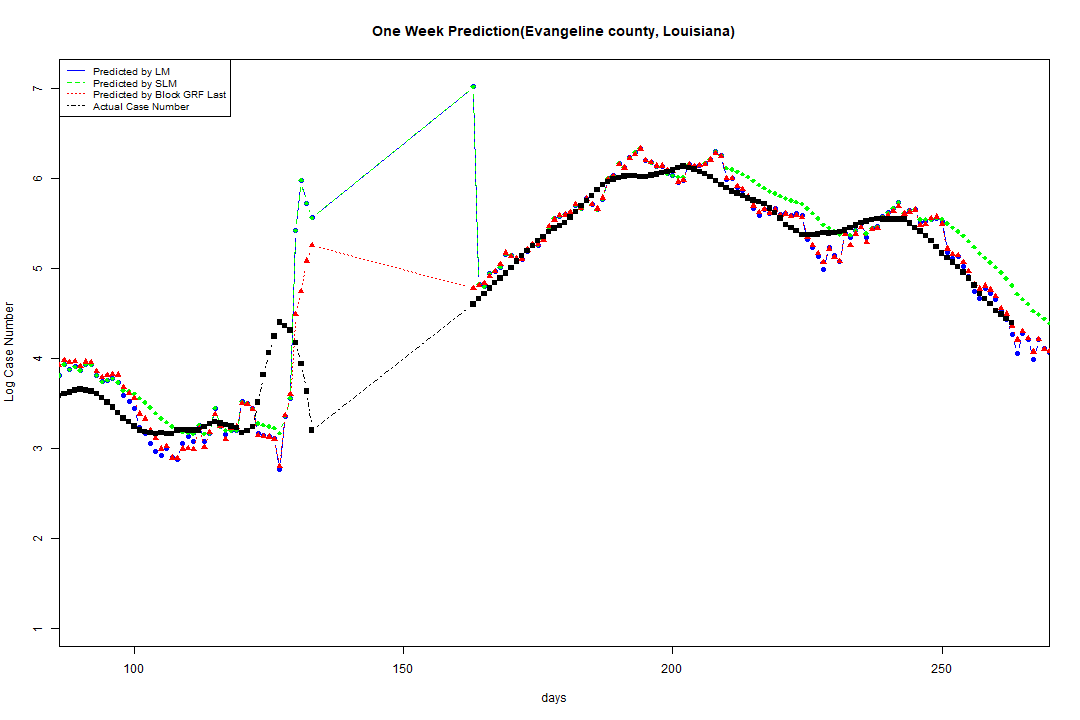 One Week Prediction(Evangeline county, Louisiana)
Predicted by LM
Predicted by SLM
Predicted by Block GRF Last
Actual Case Number
Log Case Number
7
6
5
4
3
2
1
100 150 200 250
days